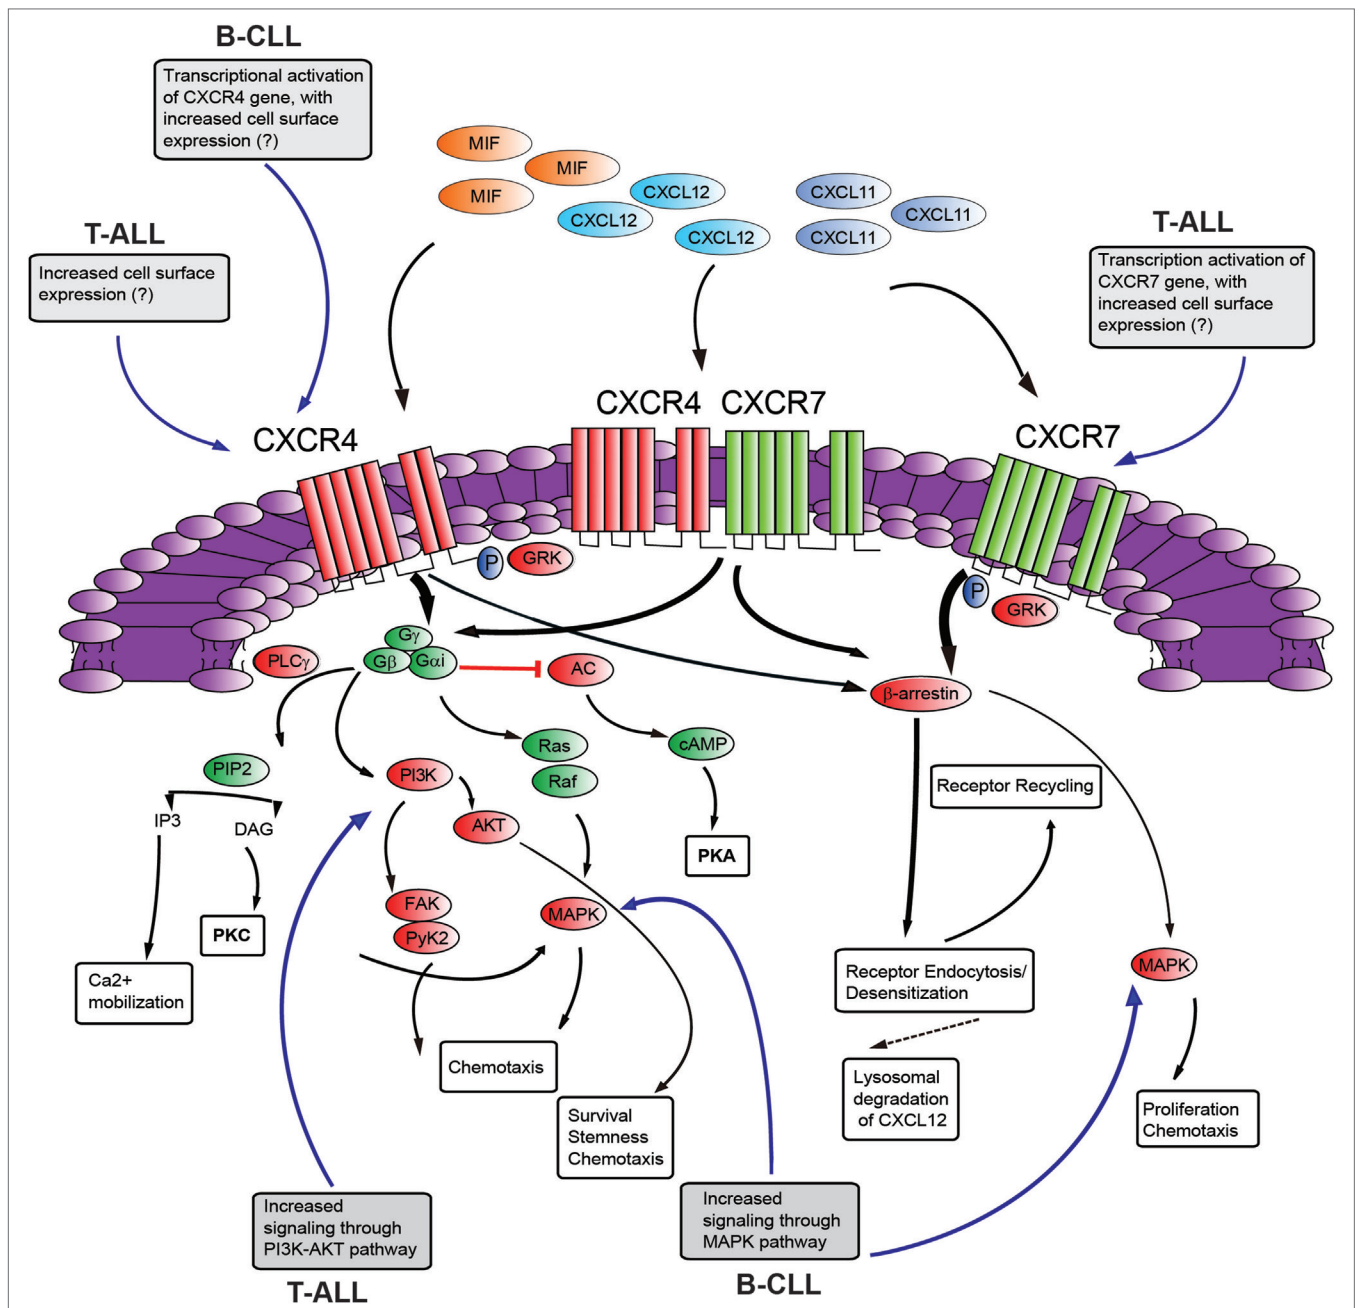 B-CLL
Transcriptional activation
of CXCR4 gene, with
increased cell surface
expression (?)
MIF
MIF
MIF
CXCL12
CXCL12
CXCL12
CXCL11
CXCL11
CXCL11
T-ALL
Increased cell surface
expression (?)
T-ALL
Transcription activation of
CXCR7 gene, with
increased cell surface
expression (?)
CXCR4
CXCR4
CXCR7
CXCR7
P
GRK
P
GRK
PLCγ
Gγ
Gβ
Gαi
AC
β-arrestin
PIP2
IP3
DAG
PI3K
AKT
Ras
Raf
cAMP
PKA
Receptor Recycling
PKC
FAK
PyK2
MAPK
Ca2+
mobilization
Receptor Endocytosis/
Desensitization
MAPK
Chemotaxis
Survival
Stemness
Chemotaxis
Lysosomal
degradation
of CXCL12
Proliferation
Chemotaxis
Increased
signaling through
PI3K-AKT pathway
T-ALL
Increased
signaling through
MAPK pathway
B-CLL